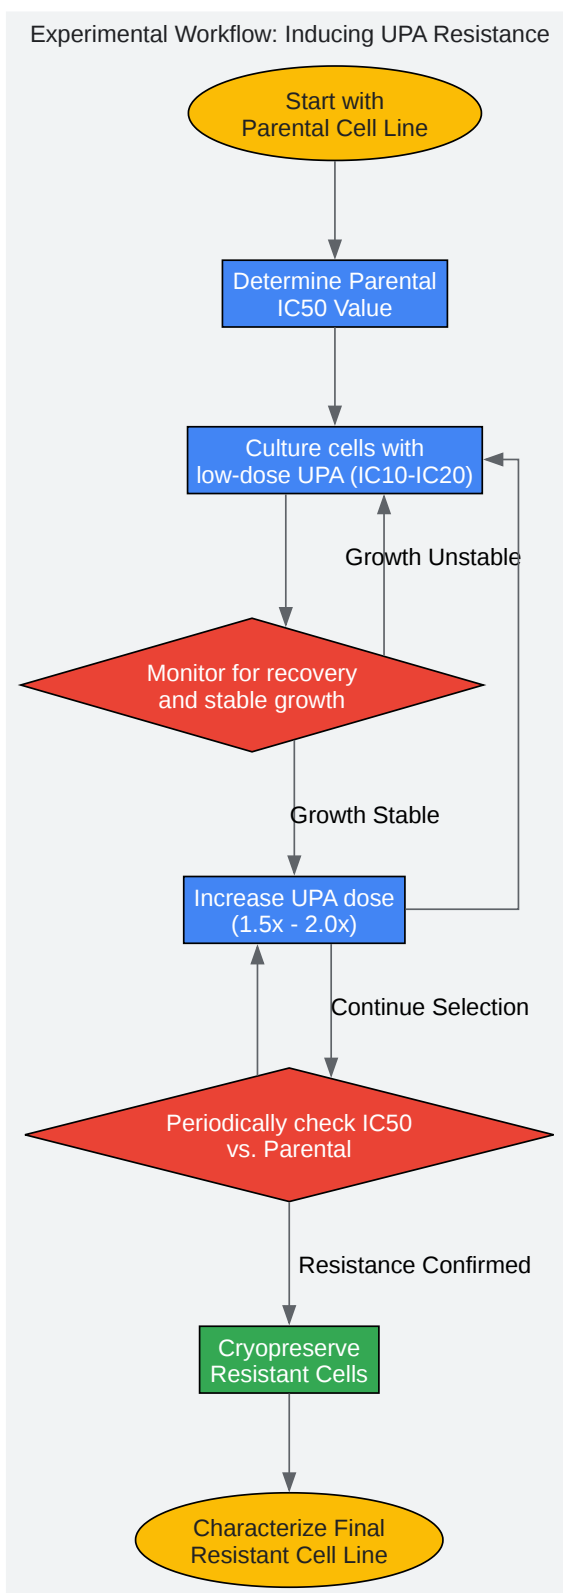 Experimental Workflow: Inducing UPA Resistance
Start with
Parental Cell Line
Determine Parental
IC50 Value
Culture cells with
low-dose UPA (IC10-IC20)
Growth Unstable
Monitor for recovery
and stable growth
Growth Stable
Increase UPA dose
(1.5x - 2.0x)
Continue Selection
Periodically check IC50
vs. Parental
Resistance Confirmed
Cryopreserve
Resistant Cells
Characterize Final
Resistant Cell Line